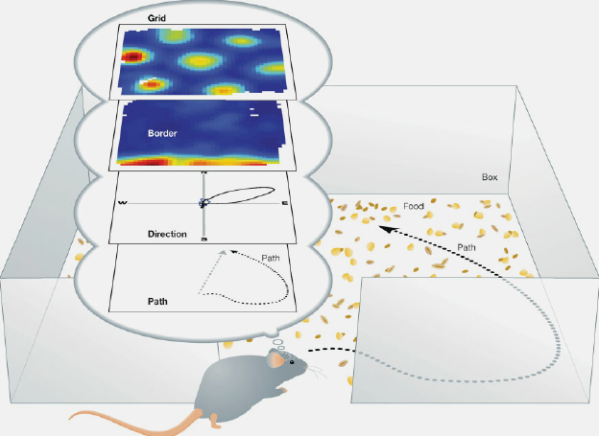 Grid
Border
W
E
Direction
Path
Path
Box
Food
Path